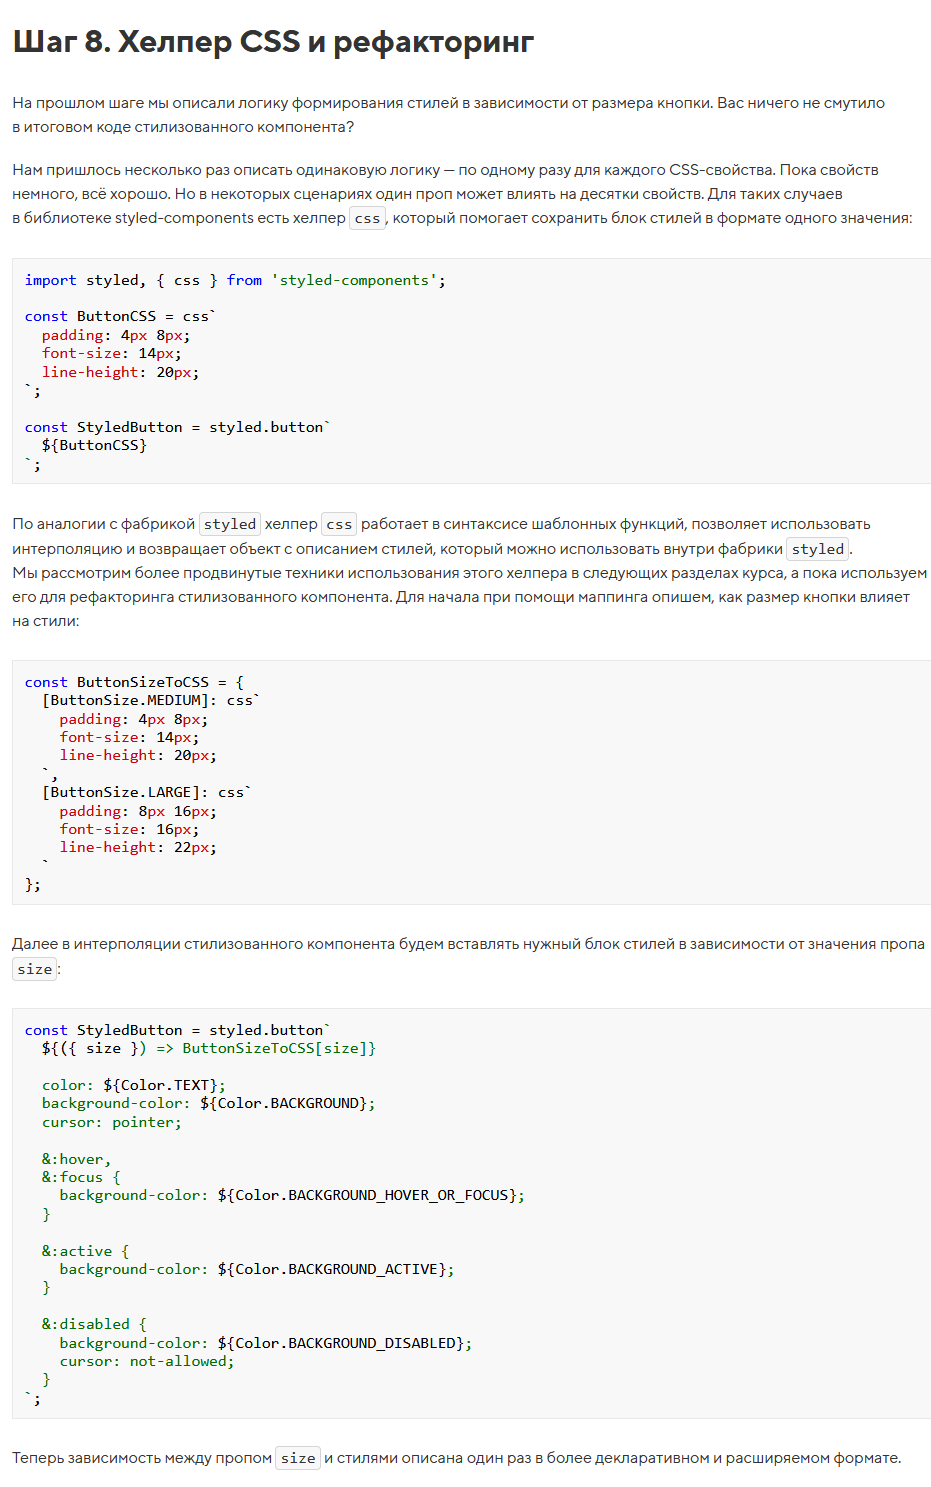 Шаг 8. Хелпер CSS и рефакторинг
На прошлом шаге мы описали логику формирования стилей в зависимости от размера кнопки. Вас ничего не смутило
в итоговом коде стилизованного компонента?
Нам пришлось несколько раз описать одинаковую логику — по одному разу для каждого CSS-свойства. Пока свойств
немного, всё хорошо. Но в некоторых сценариях один проп может влиять на десятки свойств. Для таких случаев
в библиотеке styled-components есть хелпер css, который помогает сохранить блок стилей в формате одного значения:
import styled, { css } from 'styled-components';
const ButtonCSS = css`
  padding: 4px 8px;
  font-size: 14px;
  line-height: 20px;
`;
const StyledButton = styled.button`
  ${ButtonCSS}
`;
По аналогии с фабрикой styled хелпер css работает в синтаксисе шаблонных функций, позволяет использовать
интерполяцию и возвращает объект с описанием стилей, который можно использовать внутри фабрики styled.
Мы рассмотрим более продвинутые техники использования этого хелпера в следующих разделах курса, а пока используем
его для рефакторинга стилизованного компонента. Для начала при помощи маппинга опишем, как размер кнопки влияет
на стили:
const ButtonSizeToCSS = {
  [ButtonSize.MEDIUM]: css`
    padding: 4px 8px;
    font-size: 14px;
    line-height: 20px;
  `,
  [ButtonSize.LARGE]: css`
    padding: 8px 16px;
    font-size: 16px;
    line-height: 22px;
  `
};
Далее в интерполяции стилизованного компонента будем вставлять нужный блок стилей в зависимости от значения пропа
size:
const StyledButton = styled.button`
  ${({ size }) => ButtonSizeToCSS[size]}
  color: ${Color.TEXT};
  background-color: ${Color.BACKGROUND};
  cursor: pointer;
  &:hover,
  &:focus {
    background-color: ${Color.BACKGROUND_HOVER_OR_FOCUS};
  }
  &:active {
    background-color: ${Color.BACKGROUND_ACTIVE};
  }
  &:disabled {
    background-color: ${Color.BACKGROUND_DISABLED};
    cursor: not-allowed;
  }
`;
Теперь зависимость между пропом size и стилями описана один раз в более декларативном и расширяемом формате.